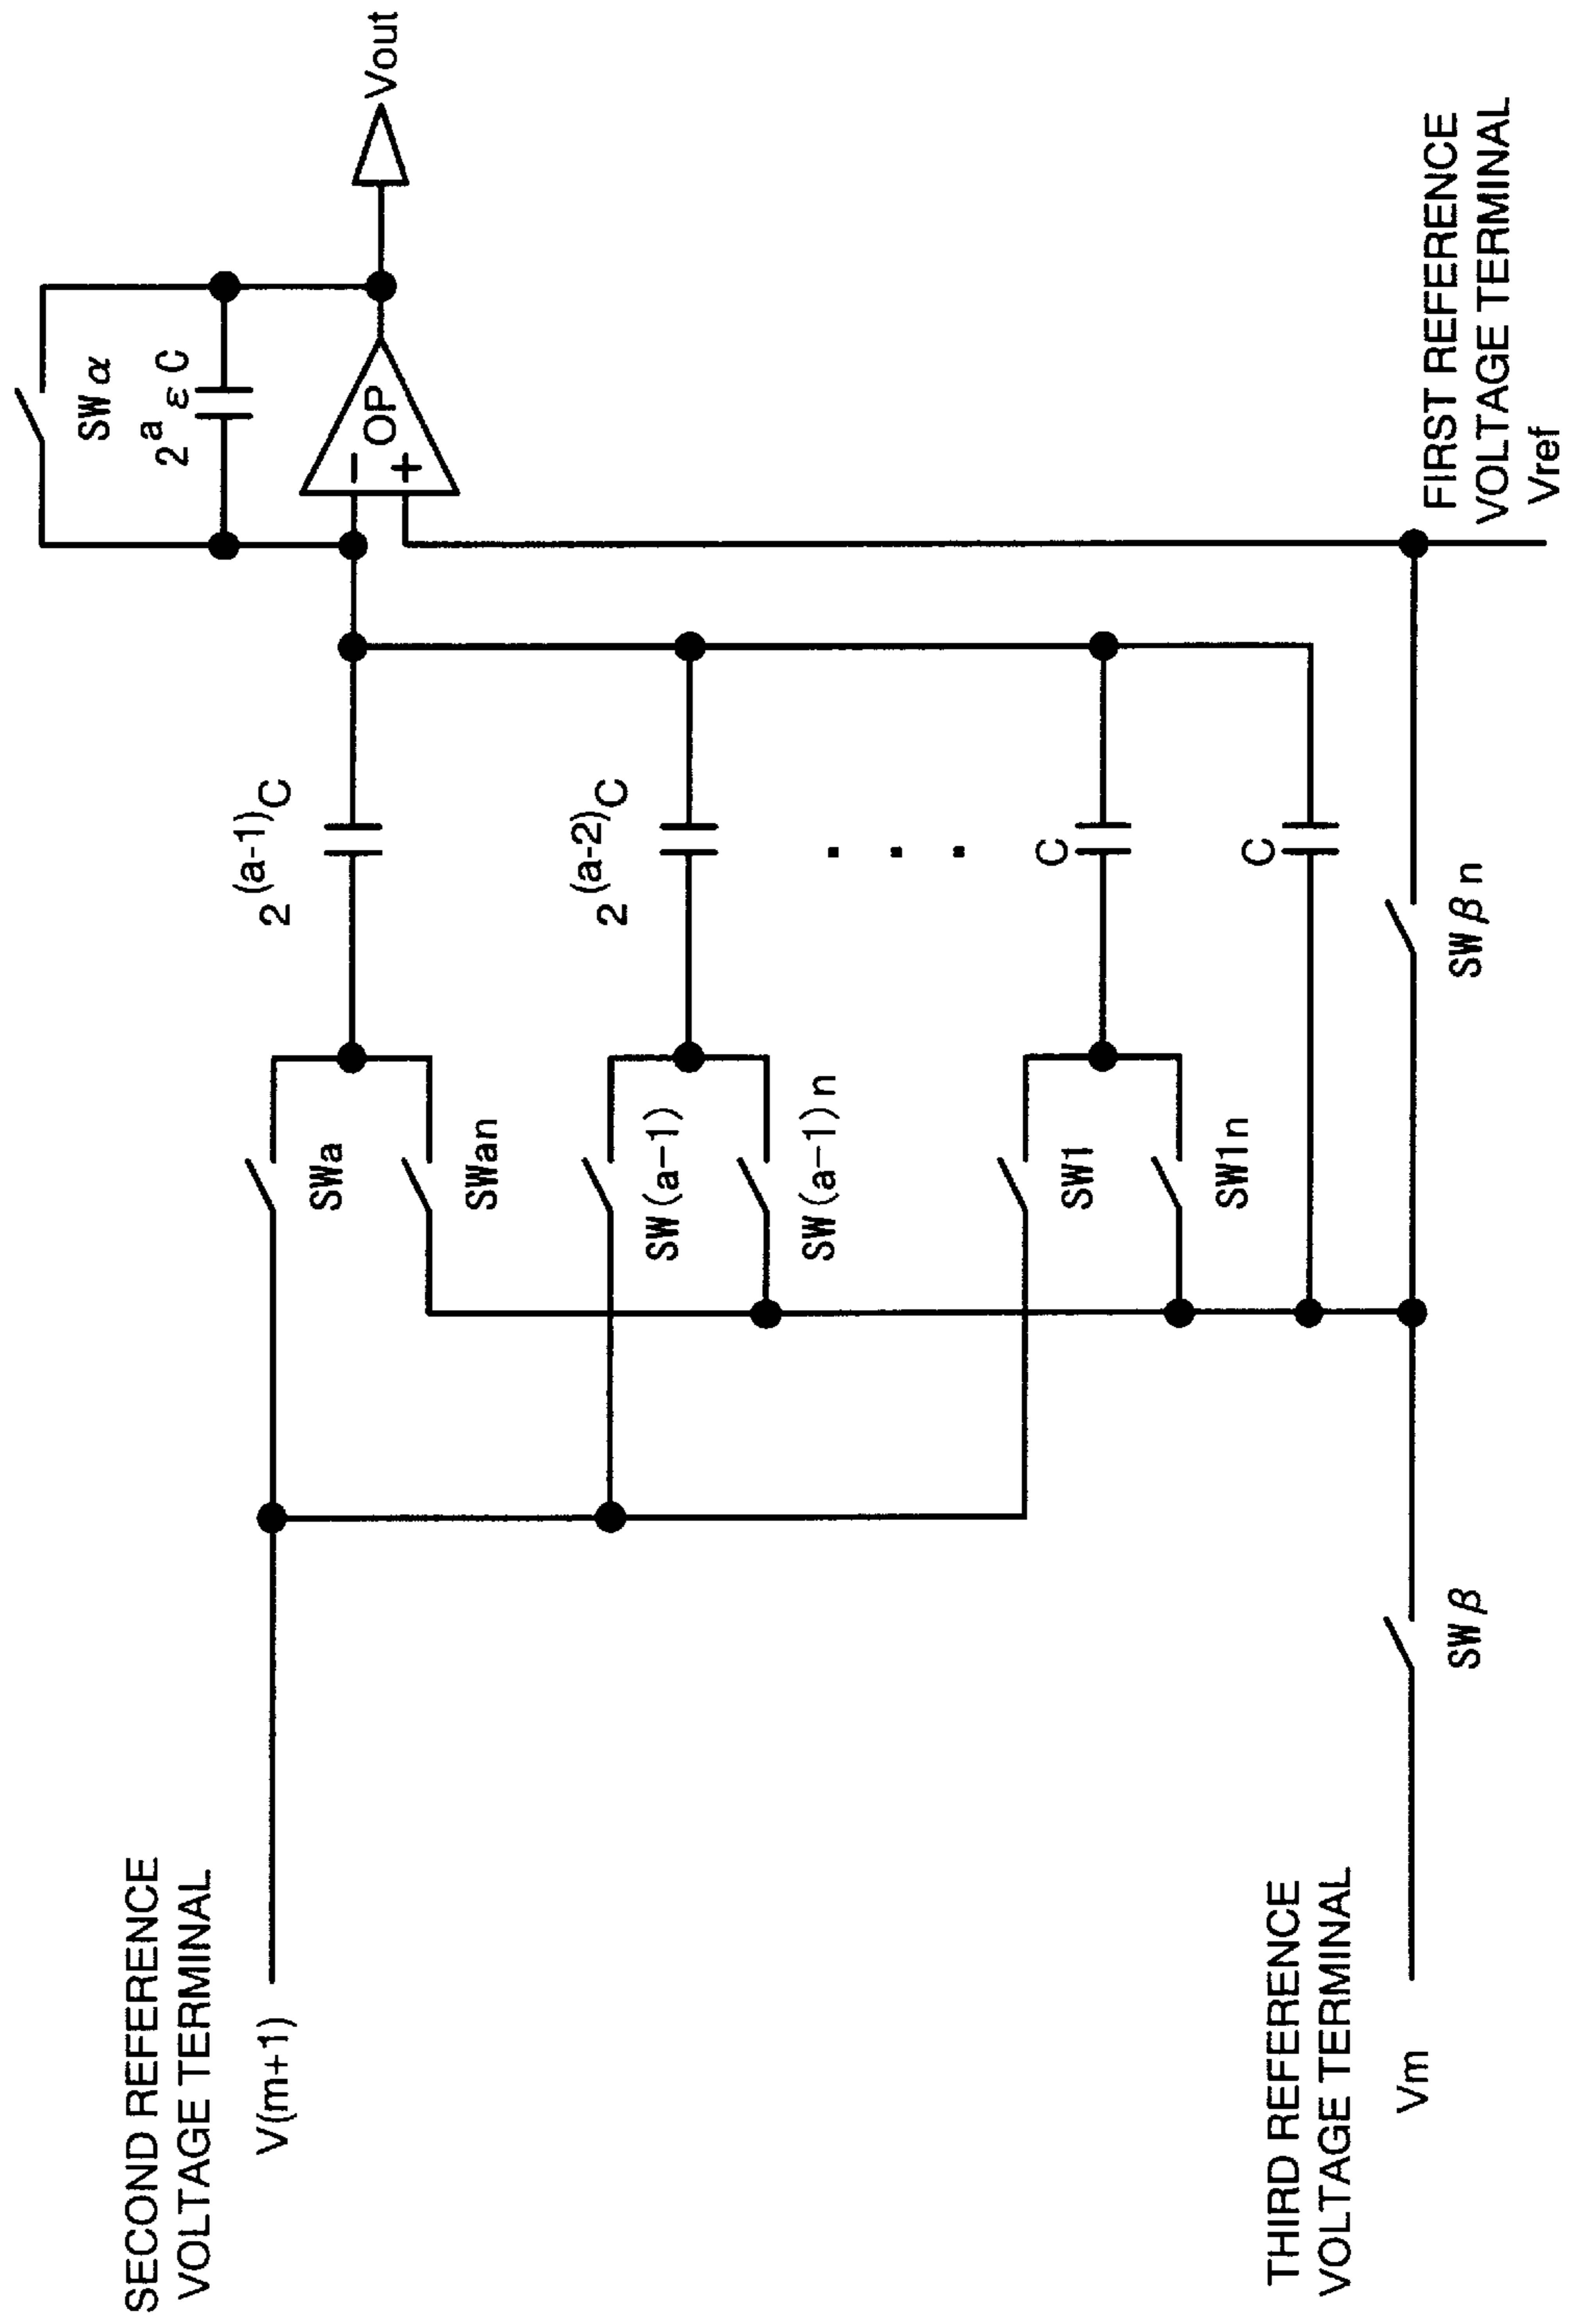 SECOND REFERENCE
VOLTAGE TERMINAL
V(m+1)
SWa
SWan
2^(a-1) C
SWα
2^a εC
OP
−
+
Vout
SW(a−1)
SW(a−1)n
2^(a-2) C
. . .
SW1
SW1n
C
C
THIRD REFERENCE
VOLTAGE TERMINAL
Vm
SWβ
SWβn
FIRST REFERENCE
VOLTAGE TERMINAL
Vref